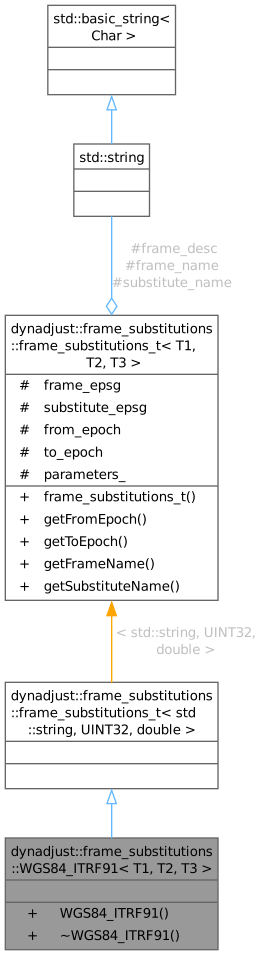 std::basic_string<
Char >
std::string
#frame_desc
#frame_name
#substitute_name
dynadjust::frame_substitutions
::frame_substitutions_t< T1,
T2, T3 >
# frame_epsg
# substitute_epsg
# from_epoch
# to_epoch
# parameters_
+ frame_substitutions_t()
+ getFromEpoch()
+ getToEpoch()
+ getFrameName()
+ getSubstituteName()
< std::string, UINT32,
double >
dynadjust::frame_substitutions
::frame_substitutions_t< std
::string, UINT32, double >
dynadjust::frame_substitutions
::WGS84_ITRF91< T1, T2, T3 >
+ WGS84_ITRF91()
+ ~WGS84_ITRF91()